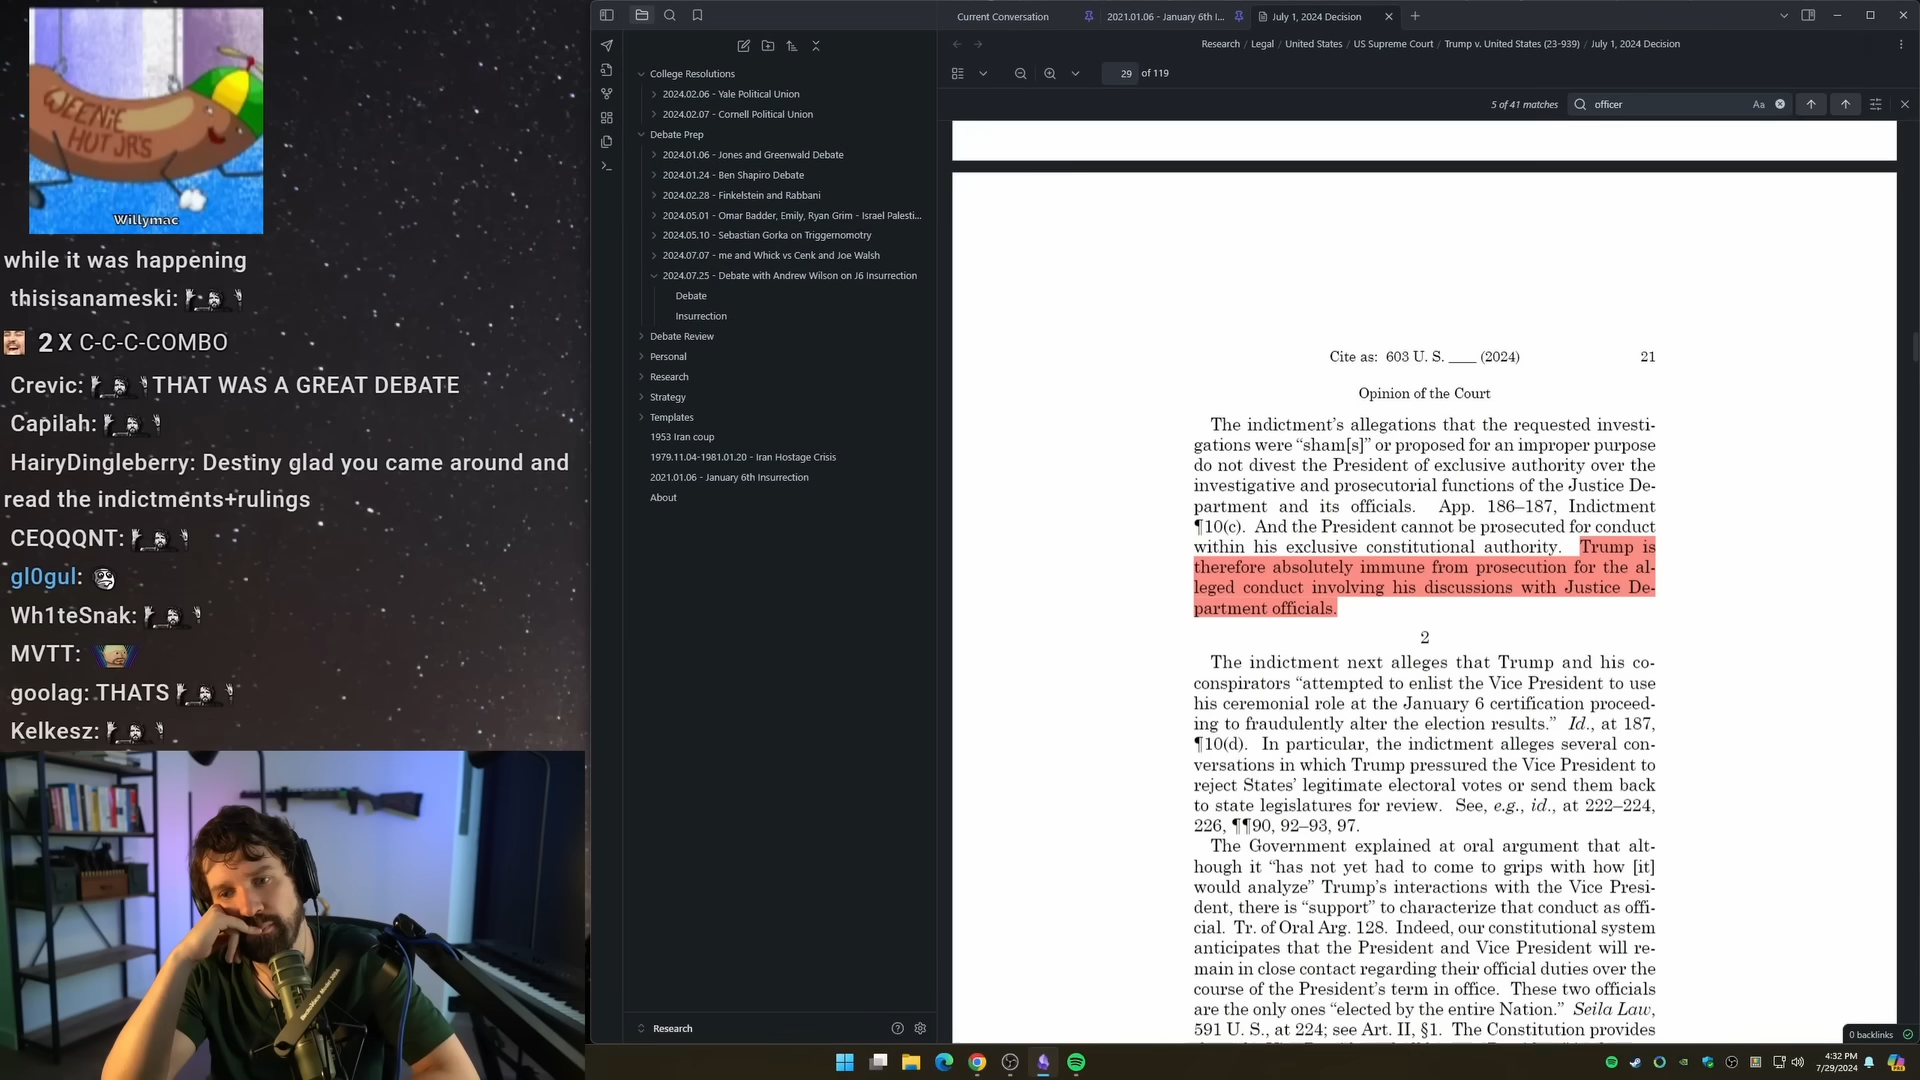 WEENIE
HUT JR'S
Willymac
while it was happening
thisisanameski:
2 X C-C-C-COMBO
Crevic: THAT WAS A GREAT DEBATE
Capilah:
HairyDingleberry: Destiny glad you came around and
read the indictments+rulings
CEQQQNT:
gl0gul:
Wh1teSnak:
MVTT:
goolag: THATS
Kelkesz:
College Resolutions
2024.02.06 - Yale Political Union
2024.02.07 - Cornell Political Union
Debate Prep
2024.01.06 - Jones and Greenwald Debate
2024.01.24 - Ben Shapiro Debate
2024.02.28 - Finkelstein and Rabbani
2024.05.01 - Omar Badder, Emily, Ryan Grim - Israel Palesti...
2024.05.10 - Sebastian Gorka on Triggernomotry
2024.07.07 - me and Whick vs Cenk and Joe Walsh
2024.07.25 - Debate with Andrew Wilson on J6 Insurrection
Debate
Insurrection
Debate Review
Personal
Research
Strategy
Templates
1953 Iran coup
1979.11.04-1981.01.20 - Iran Hostage Crisis
2021.01.06 - January 6th Insurrection
About
Research
Current Conversation
2021.01.06 - January 6th I...
July 1, 2024 Decision
Research / Legal / United States / US Supreme Court / Trump v. United States (23-939) / July 1, 2024 Decision
29 of 119
5 of 41 matches
officer
Aa
Cite as: 603 U. S. ____ (2024) 21
Opinion of the Court
The indictment's allegations that the requested investi-
gations were “sham[s]” or proposed for an improper purpose
do not divest the President of exclusive authority over the
investigative and prosecutorial functions of the Justice De-
partment and its officials. App. 186–187, Indictment
¶10(c). And the President cannot be prosecuted for conduct
within his exclusive constitutional authority. Trump is
therefore absolutely immune from prosecution for the al-
leged conduct involving his discussions with Justice De-
partment officials.
2
The indictment next alleges that Trump and his co-
conspirators “attempted to enlist the Vice President to use
his ceremonial role at the January 6 certification proceed-
ing to fraudulently alter the election results.” Id., at 187,
¶10(d). In particular, the indictment alleges several con-
versations in which Trump pressured the Vice President to
reject States' legitimate electoral votes or send them back
to state legislatures for review. See, e.g., id., at 222–224,
226, ¶¶90, 92–93, 97.
The Government explained at oral argument that alt-
hough it “has not yet had to come to grips with how [it]
would analyze” Trump's interactions with the Vice Presi-
dent, there is “support” to characterize that conduct as offi-
cial. Tr. of Oral Arg. 128. Indeed, our constitutional system
anticipates that the President and Vice President will re-
main in close contact regarding their official duties over the
course of the President's term in office. These two officials
are the only ones “elected by the entire Nation.” Seila Law,
591 U. S., at 224; see Art. II, §1. The Constitution provides
0 backlinks
4:32 PM
7/29/2024